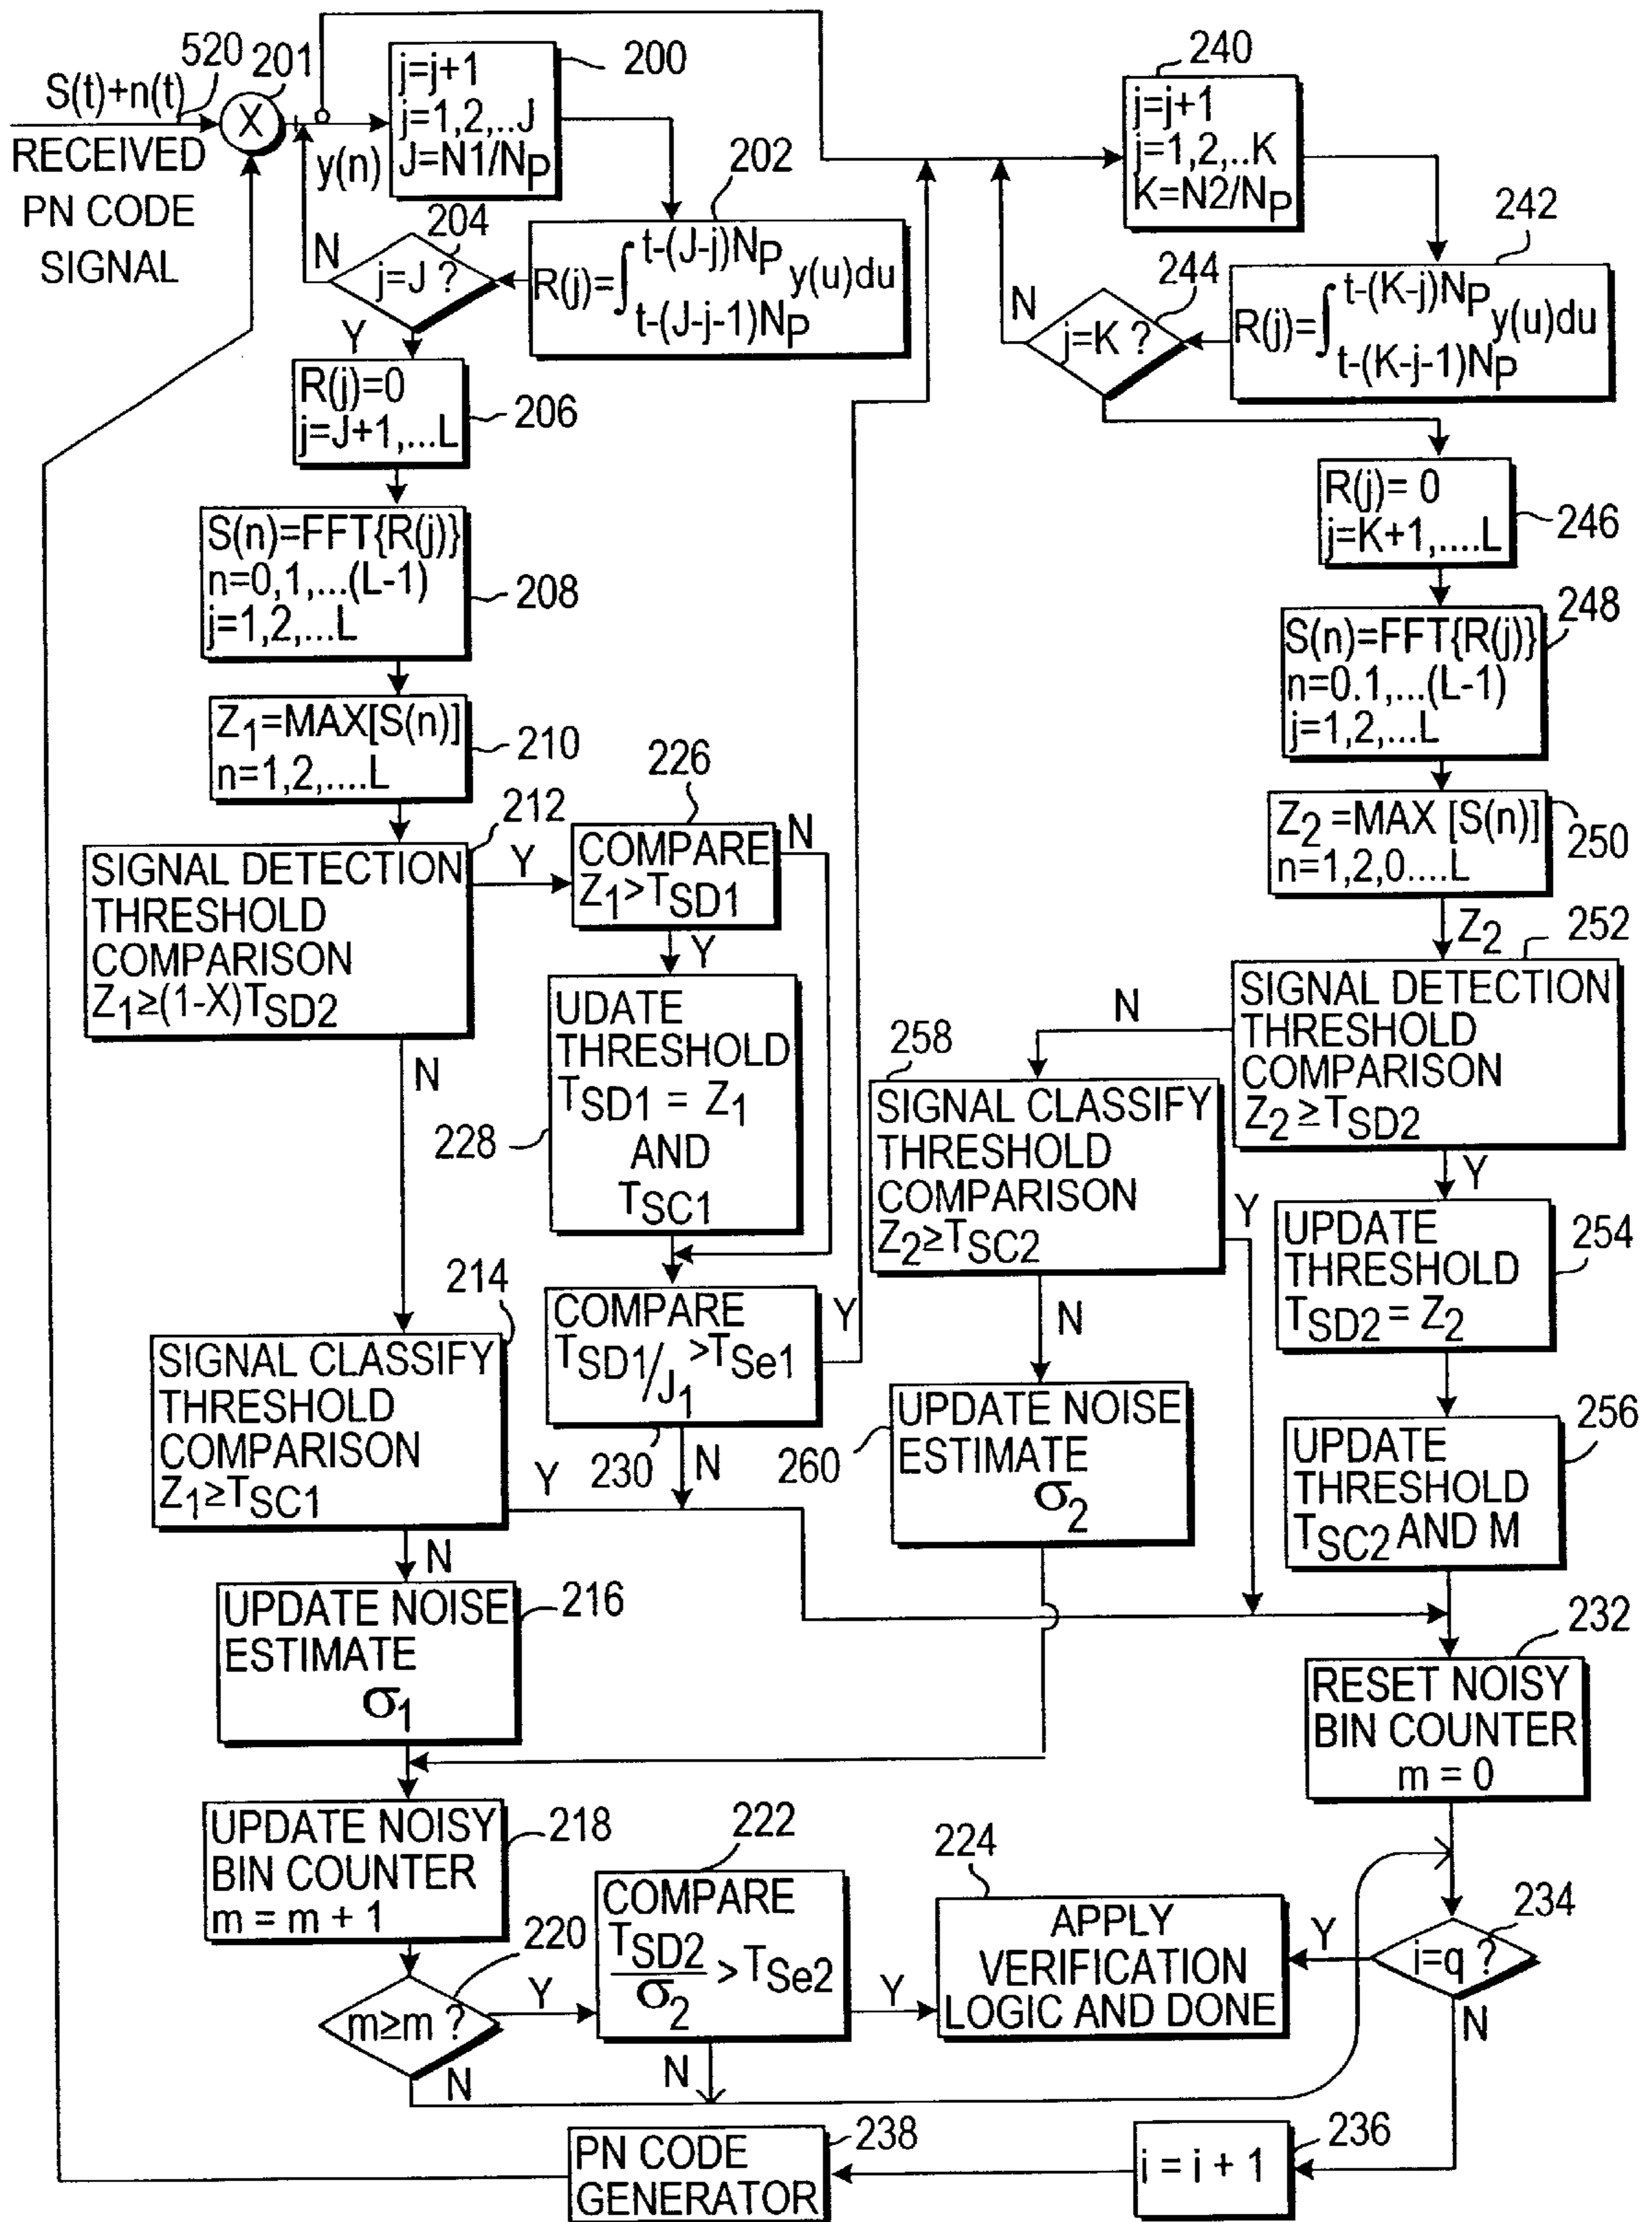 520
201
S(t)+n(t)
X
RECEIVED
PN CODE
SIGNAL
y(n)
200
j=j+1
j=1,2,..J
J=N1/NP
202
R(j)=∫ t-(J-j)NP y(u)du
t-(J-j-1)NP
204
j=J ?
N
Y
R(j)=0
j=J+1,...L
206
S(n)=FFT{R(j)}
n=0,1,...(L-1)
j=1,2,...L
208
Z1=MAX[S(n)]
n=1,2,....L
210
212
SIGNAL DETECTION
THRESHOLD
COMPARISON
Z1≥(1-X)TSD2
Y
N
226
COMPARE
Z1>TSD1
N
Y
UDATE
THRESHOLD
TSD1 = Z1
AND
TSC1
228
COMPARE
TSD1/J1 >TSe1
Y
230
N
214
SIGNAL CLASSIFY
THRESHOLD
COMPARISON
Z1≥TSC1
Y
N
UPDATE NOISE
ESTIMATE
σ1
216
UPDATE NOISY
BIN COUNTER
m = m + 1
218
220
m≥m ?
Y
N
222
COMPARE
TSD2
σ2
>TSe2
Y
N
224
APPLY
VERIFICATION
LOGIC AND DONE
240
j=j+1
j=1,2,..K
K=N2/NP
242
R(j)=∫ t-(K-j)NP y(u)du
t-(K-j-1)NP
244
j=K ?
N
R(j)= 0
j=K+1,....L
246
248
S(n)=FFT{R(j)}
n=0.1,...(L-1)
j=1,2,...L
Z2 =MAX [S(n)]
n=1,2,0....L
250
Z2
252
SIGNAL DETECTION
THRESHOLD
COMPARISON
Z2 ≥TSD2
N
Y
258
SIGNAL CLASSIFY
THRESHOLD
COMPARISON
Z2≥TSC2
Y
N
260
UPDATE NOISE
ESTIMATE
σ2
UPDATE
THRESHOLD
TSD2 = Z2
254
UPDATE
THRESHOLD
TSC2 AND M
256
232
RESET NOISY
BIN COUNTER
m = 0
234
i=q ?
Y
N
236
i = i + 1
238
PN CODE
GENERATOR